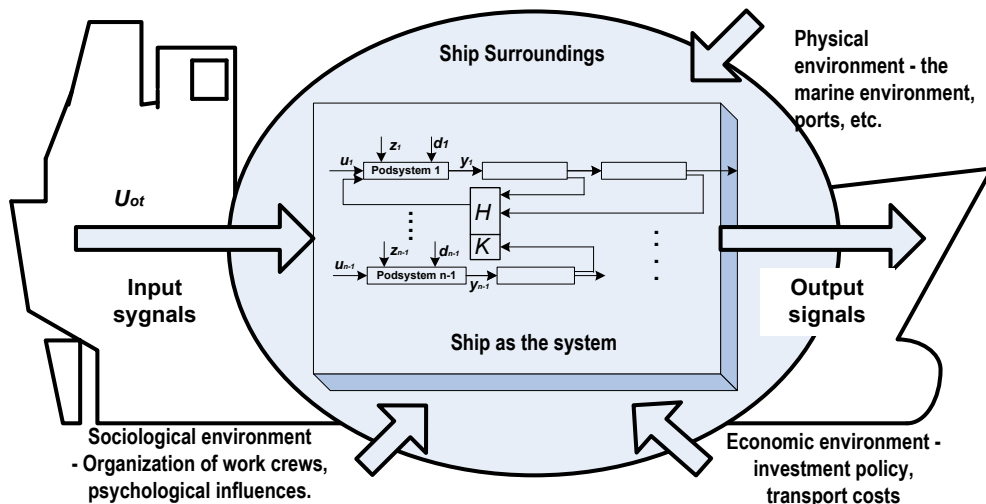 Ship Surroundings
Physical
environment - the
marine environment,
ports, etc.
z1
d1
u1
Podsystem 1
y1
H
K
Uot
zn-1
dn-1
un-1
Podsystem n-1
yn-1
Input
sygnals
Output
signals
Ship as the system
Sociological environment
- Organization of work crews,
psychological influences.
Economic environment -
investment policy,
transport costs